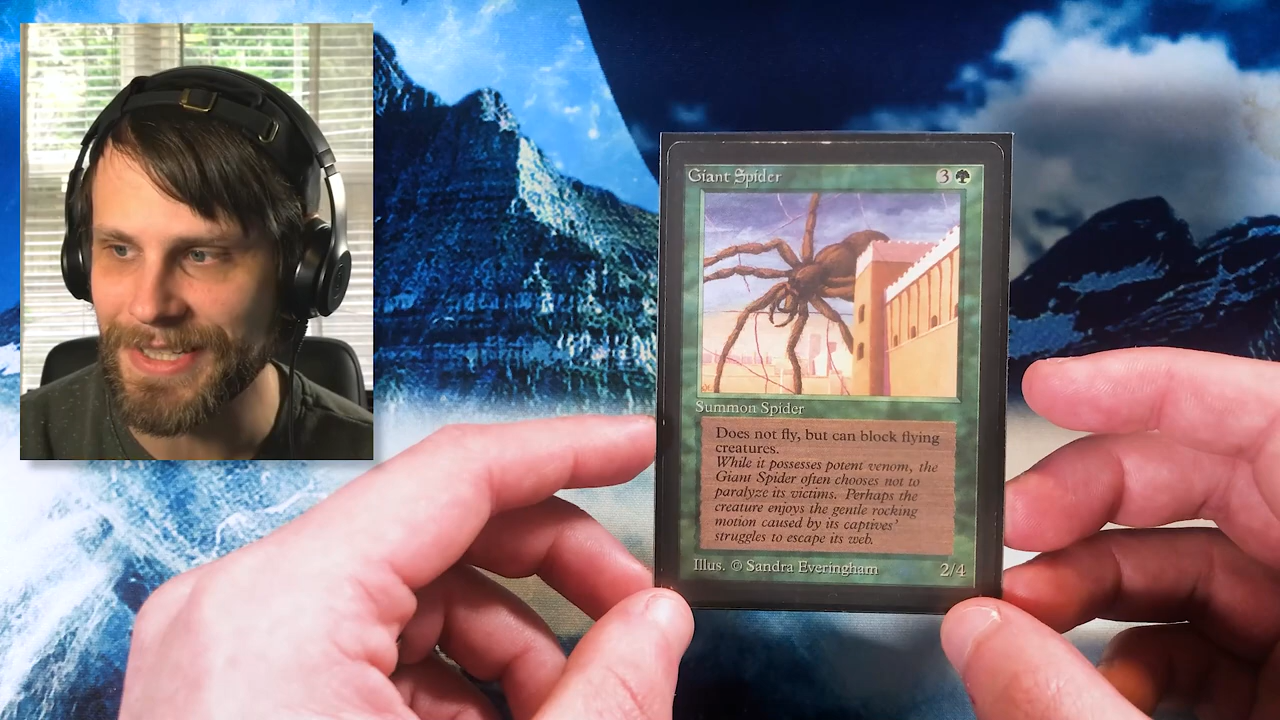 Giant Spider 3
Summon Spider
Does not fly, but can block flying
creatures.
While it possesses potent venom, the
Giant Spider often chooses not to
paralyze its victims. Perhaps the
creature enjoys the gentle rocking
motion caused by its captives'
struggles to escape its web.
Illus. © Sandra Everingham 2/4